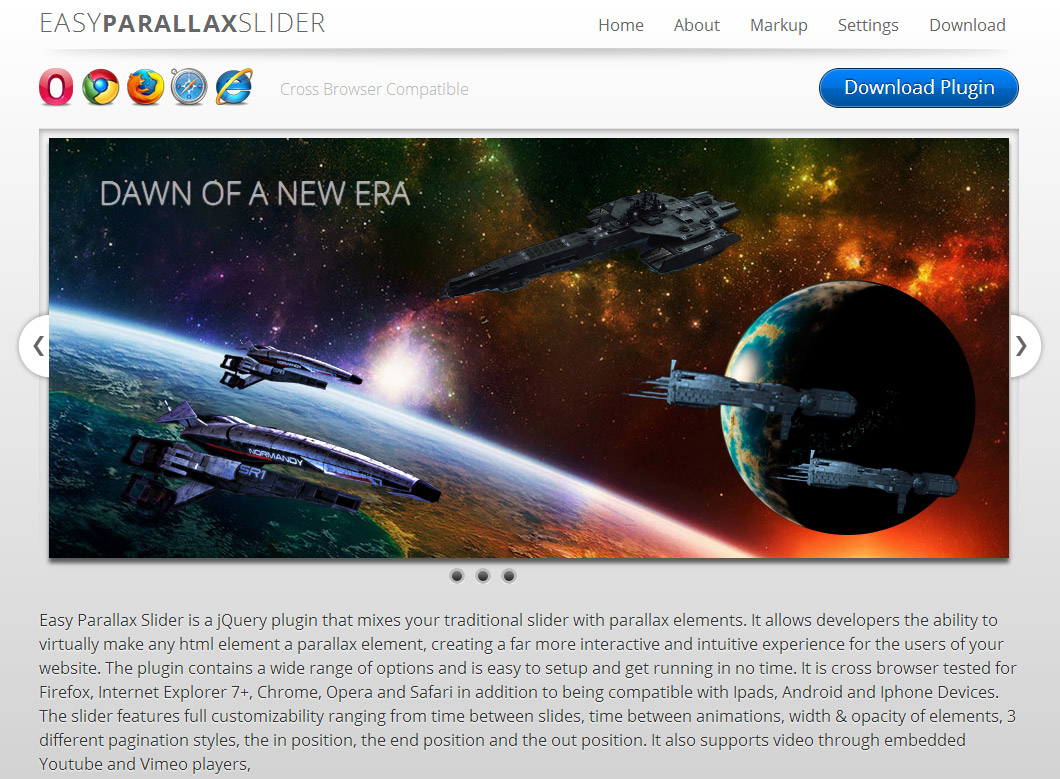 EASYPARALLAXSLIDER
Home About Markup Settings Download
Cross Browser Compatible
Download Plugin
DAWN OF A NEW ERA
NORMANDY
SR1
NORMANDY
SR1
Easy Parallax Slider is a jQuery plugin that mixes your traditional slider with parallax elements. It allows developers the ability to
virtually make any html element a parallax element, creating a far more interactive and intuitive experience for the users of your
website. The plugin contains a wide range of options and is easy to setup and get running in no time. It is cross browser tested for
Firefox, Internet Explorer 7+, Chrome, Opera and Safari in addition to being compatible with Ipads, Android and Iphone Devices.
The slider features full customizability ranging from time between slides, time between animations, width & opacity of elements, 3
different pagination styles, the in position, the end position and the out position. It also supports video through embedded
Youtube and Vimeo players,